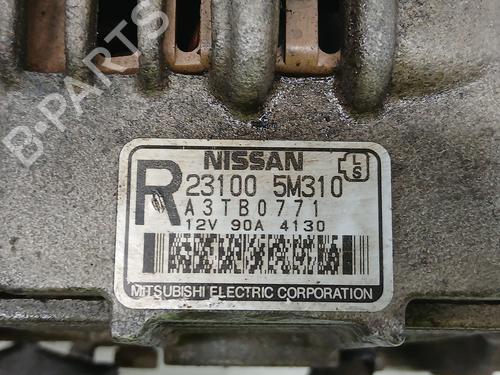 B-PARTS
NISSAN
R 23100 5M310
L
S
A3TB0771
12V 90A 4130
MITSUBISHI ELECTRIC CORPORATION